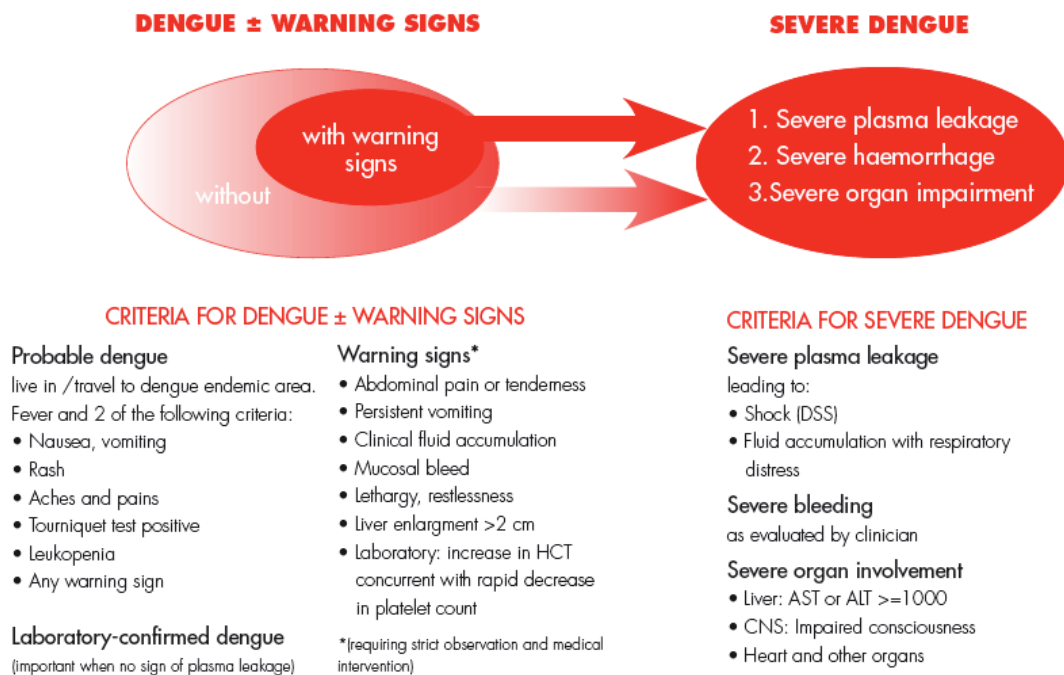 DENGUE ± WARNING SIGNS
SEVERE DENGUE
with warning
signs
without
1. Severe plasma leakage
2. Severe haemorrhage
3.Severe organ impairment
CRITERIA FOR DENGUE ± WARNING SIGNS
Probable dengue
live in /travel to dengue endemic area.
Fever and 2 of the following criteria:
• Nausea, vomiting
• Rash
• Aches and pains
• Tourniquet test positive
• Leukopenia
• Any warning sign
Laboratory-confirmed dengue
(important when no sign of plasma leakage)
Warning signs*
• Abdominal pain or tenderness
• Persistent vomiting
• Clinical fluid accumulation
• Mucosal bleed
• Lethargy, restlessness
• Liver enlargment >2 cm
• Laboratory: increase in HCT
concurrent with rapid decrease
in platelet count
*(requiring strict observation and medical
intervention)
CRITERIA FOR SEVERE DENGUE
Severe plasma leakage
leading to:
• Shock (DSS)
• Fluid accumulation with respiratory
distress
Severe bleeding
as evaluated by clinician
Severe organ involvement
• Liver: AST or ALT >=1000
• CNS: Impaired consciousness
• Heart and other organs